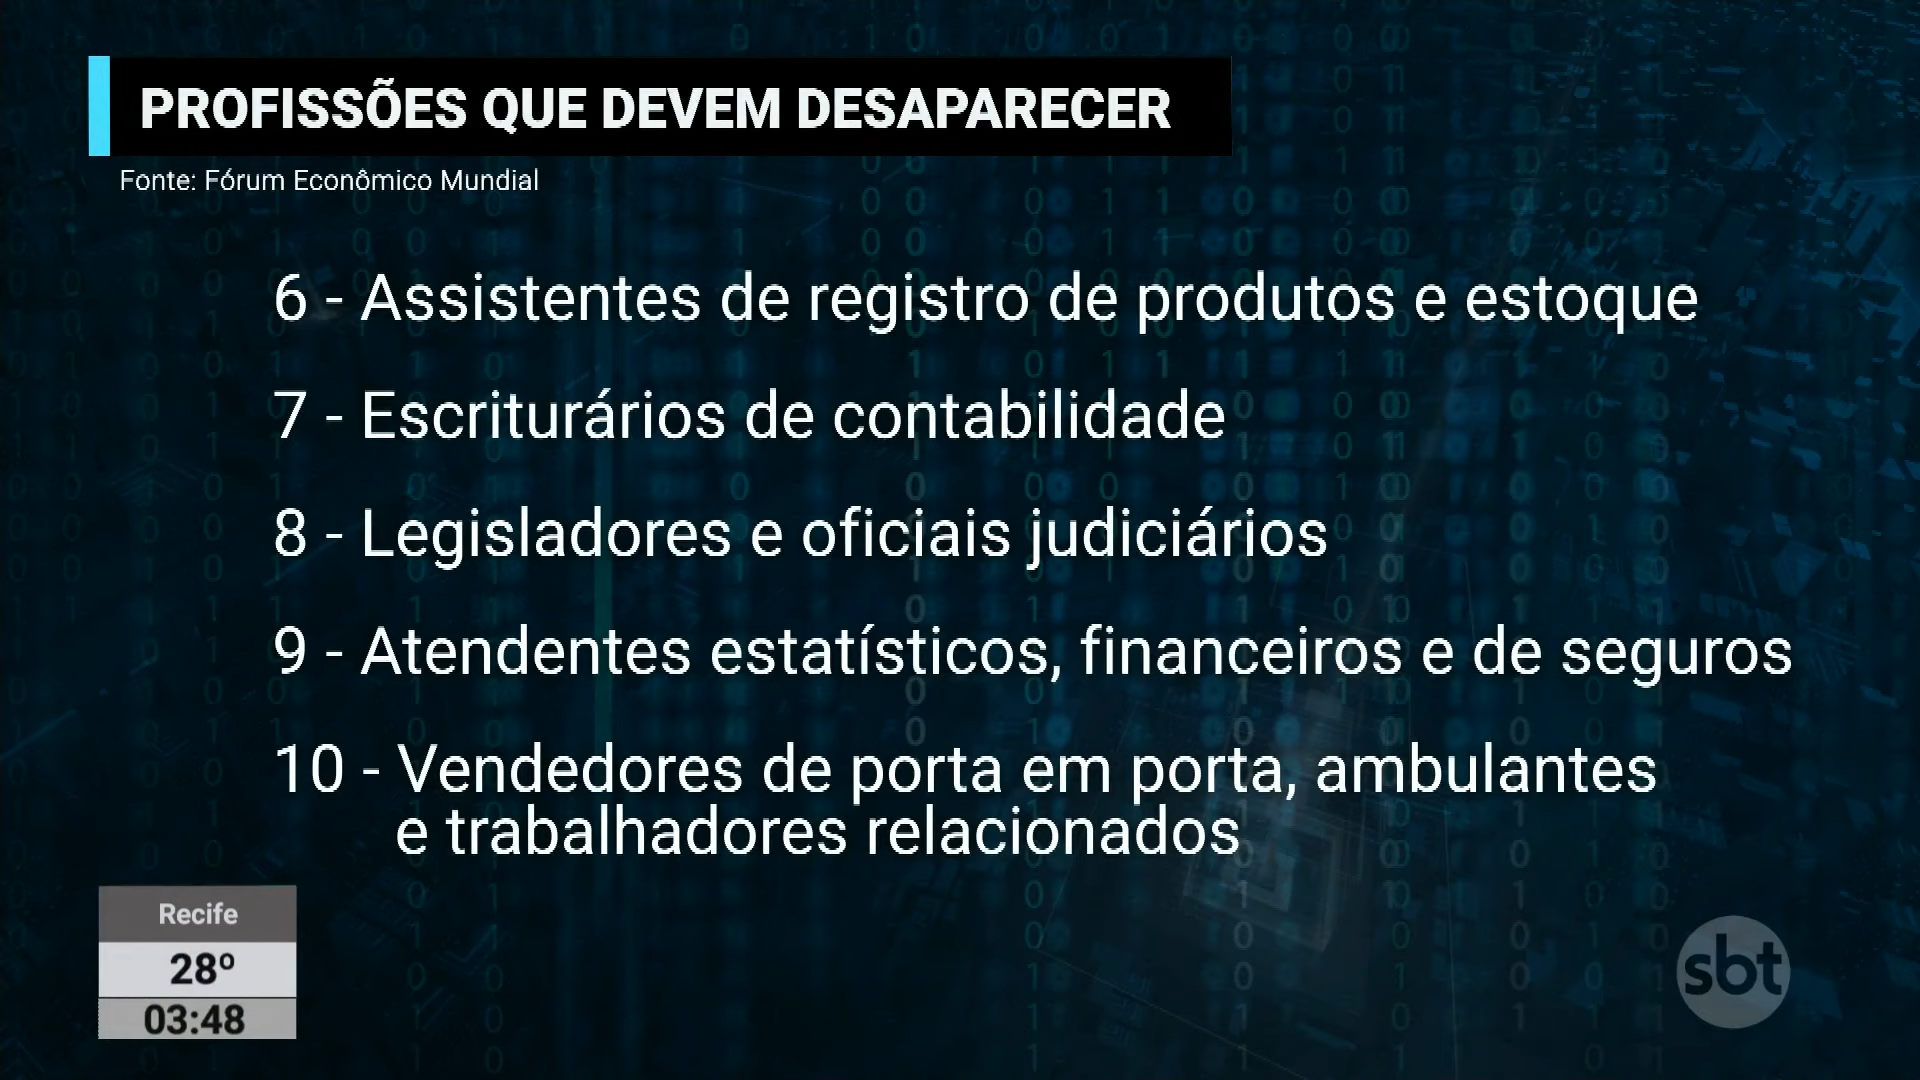 PROFISSÕES QUE DEVEM DESAPARECER
Fonte: Fórum Econômico Mundial
6 - Assistentes de registro de produtos e estoque
7 - Escriturários de contabilidade
8 - Legisladores e oficiais judiciários
9 - Atendentes estatísticos, financeiros e de seguros
10 - Vendedores de porta em porta, ambulantes
e trabalhadores relacionados
Recife
28º
03:48
sbt